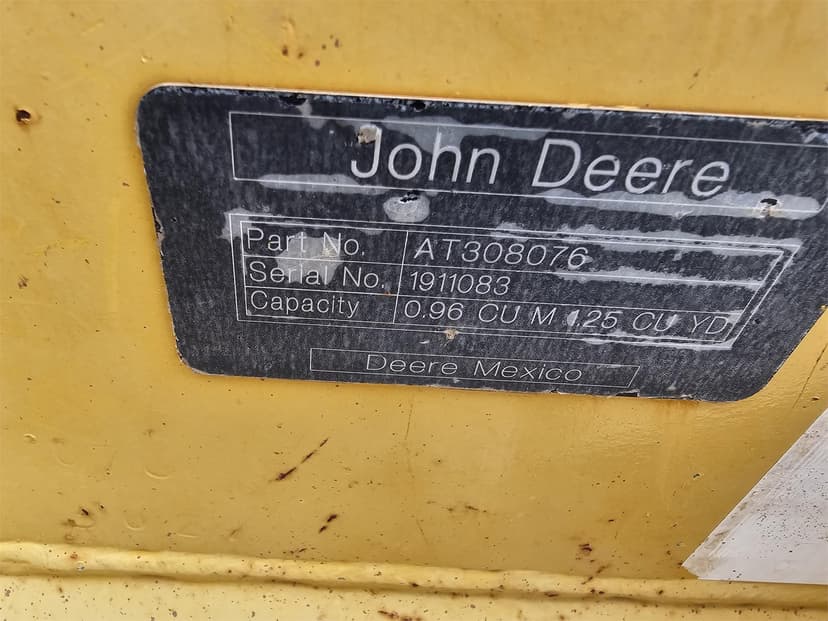 John Deere
Part No. AT308076
Serial No. 1911083
Capacity 0.96 CU M 1.25 CU YD
Deere Mexico